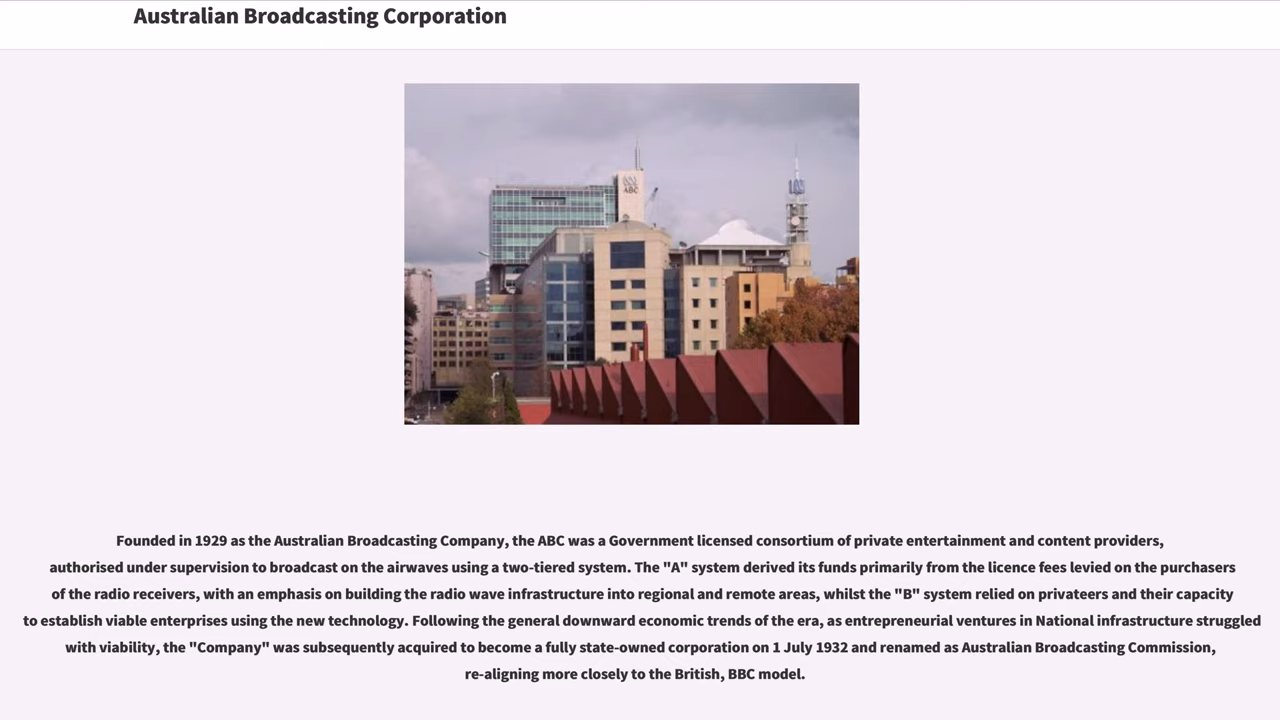 Australian Broadcasting Corporation
ABC
Founded in 1929 as the Australian Broadcasting Company, the ABC was a Government licensed consortium of private entertainment and content providers,
authorised under supervision to broadcast on the airwaves using a two-tiered system. The "A" system derived its funds primarily from the licence fees levied on the purchasers
of the radio receivers, with an emphasis on building the radio wave infrastructure into regional and remote areas, whilst the "B" system relied on privateers and their capacity
to establish viable enterprises using the new technology. Following the general downward economic trends of the era, as entrepreneurial ventures in National infrastructure struggled
with viability, the "Company" was subsequently acquired to become a fully state-owned corporation on 1 July 1932 and renamed as Australian Broadcasting Commission,
re-aligning more closely to the British, BBC model.